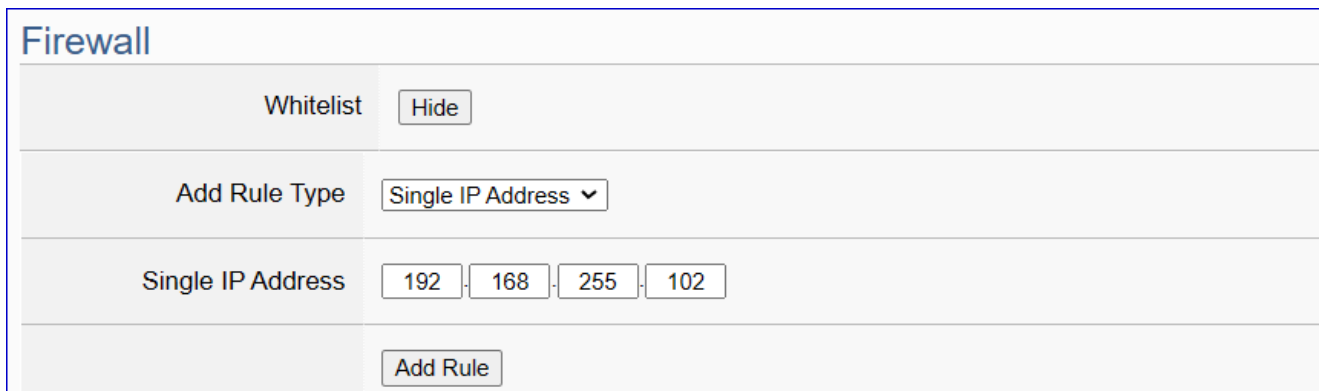 Firewall
Whitelist Hide
Add Rule Type Single IP Address
Single IP Address 192 . 168 . 255 . 102
Add Rule